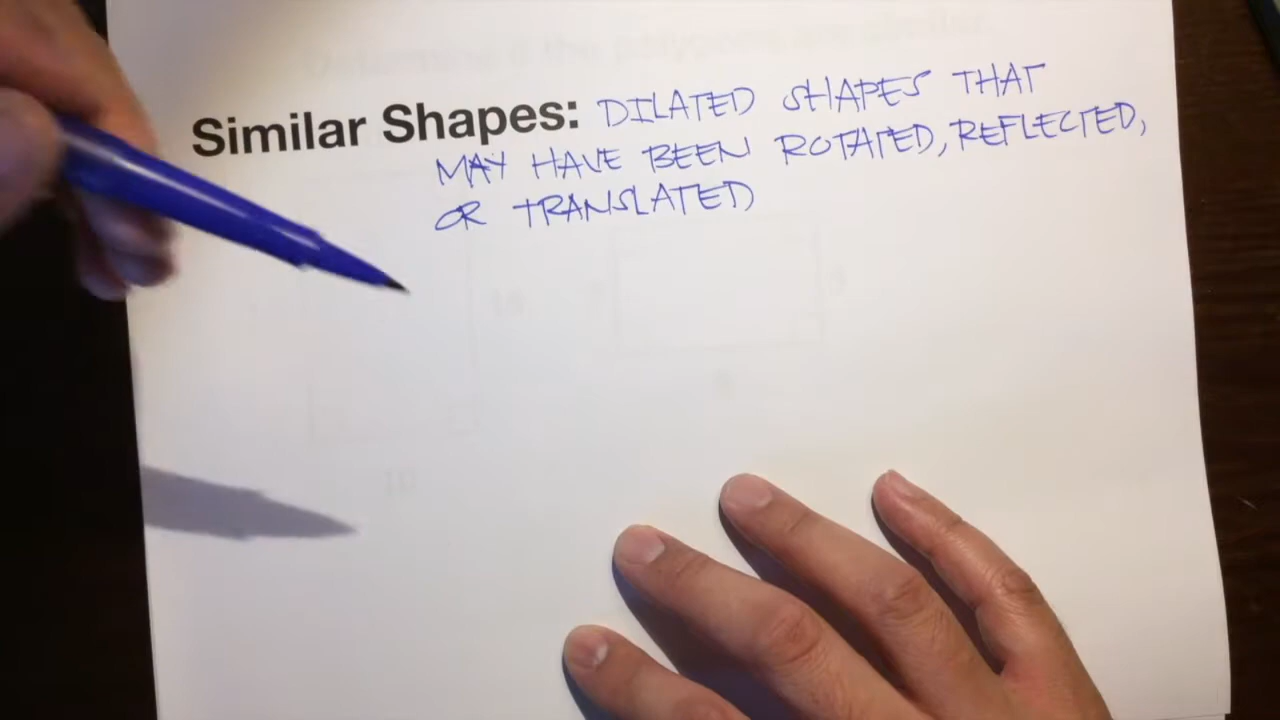 Similar Shapes: DILATED SHAPES THAT
MAY HAVE BEEN ROTATED, REFLECTED,
OR TRANSLATED